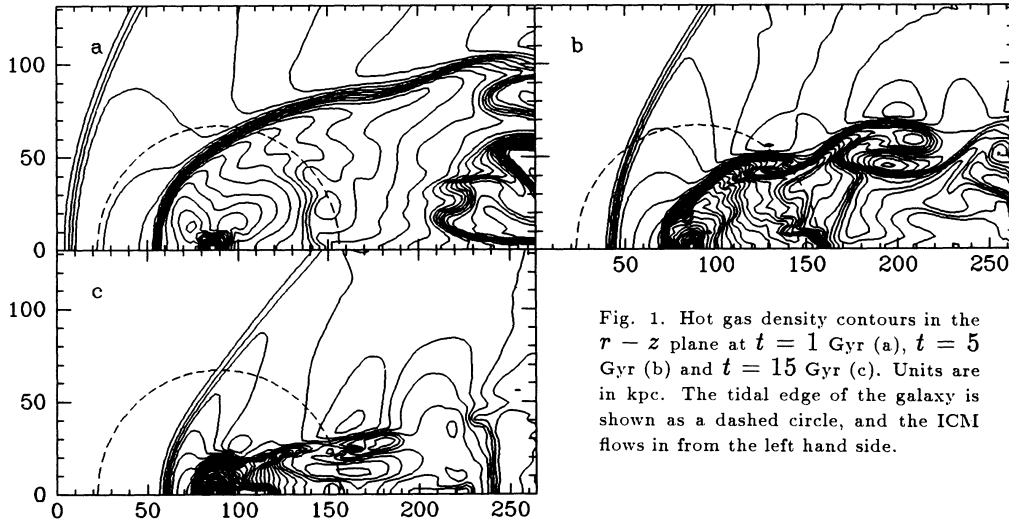 a
b
100
50
0
50
100
150
200
250
c
100
50
0
0
50
100
150
200
250
Fig. 1. Hot gas density contours in the
r − z plane at t = 1 Gyr (a), t = 5
Gyr (b) and t = 15 Gyr (c). Units are
in kpc. The tidal edge of the galaxy is
shown as a dashed circle, and the ICM
flows in from the left hand side.